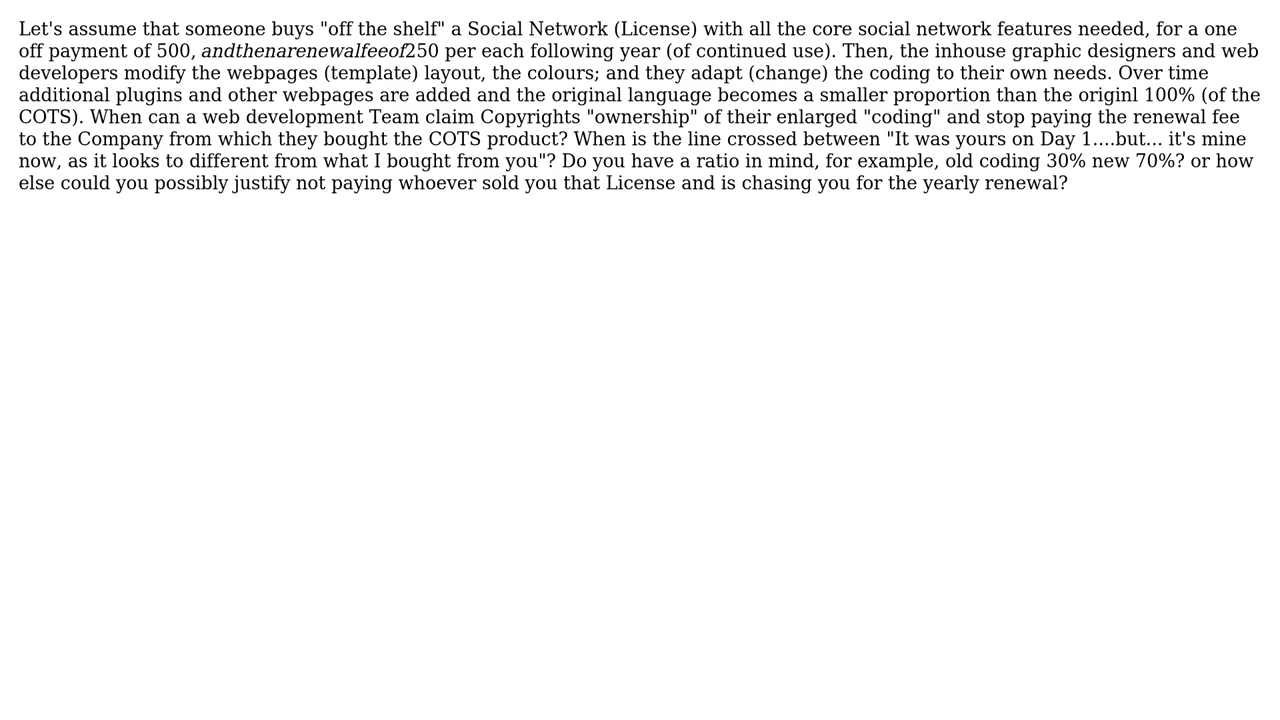 Let's assume that someone buys "off the shelf" a Social Network (License) with all the core social network features needed, for a one
off payment of 500, andthenarenewalfeeof250 per each following year (of continued use). Then, the inhouse graphic designers and web
developers modify the webpages (template) layout, the colours; and they adapt (change) the coding to their own needs. Over time
additional plugins and other webpages are added and the original language becomes a smaller proportion than the originl 100% (of the
COTS). When can a web development Team claim Copyrights "ownership" of their enlarged "coding" and stop paying the renewal fee
to the Company from which they bought the COTS product? When is the line crossed between "It was yours on Day 1....but... it's mine
now, as it looks to different from what I bought from you"? Do you have a ratio in mind, for example, old coding 30% new 70%? or how
else could you possibly justify not paying whoever sold you that License and is chasing you for the yearly renewal?